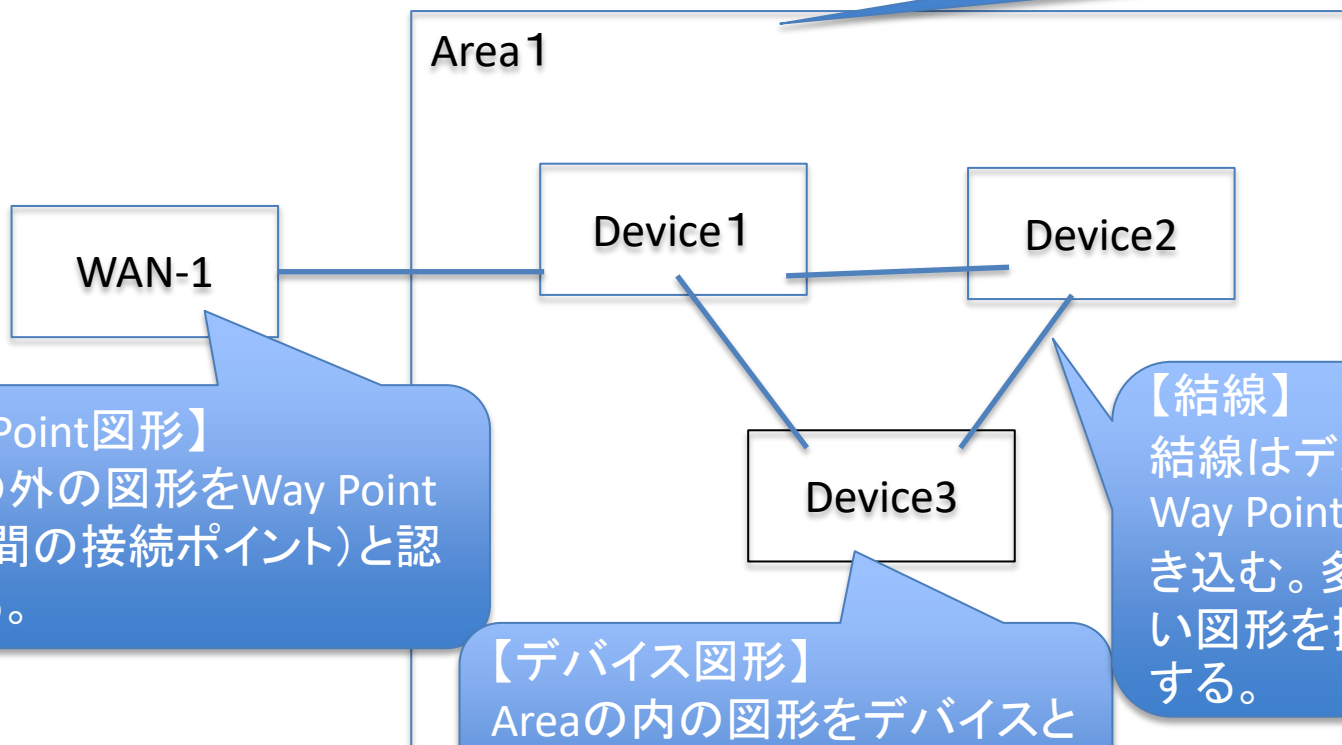 Area１
Device１
Device2
WAN-1
Device3
Point図形】
外の図形をWay Point
間の接続ポイント）と認
。
【結線】
結線はデ
Way Point
き込む。多
い図形を
する。
【デバイス図形】
Areaの内の図形をデバイスと